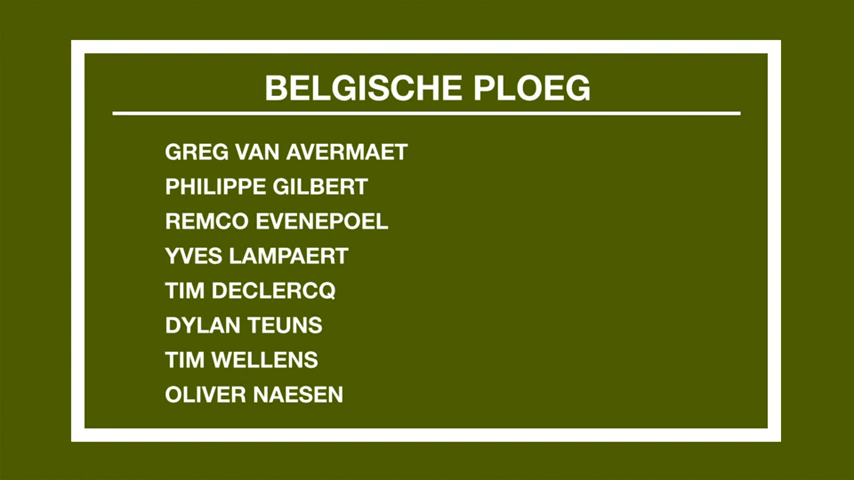 BELGISCHE PLOEG
GREG VAN AVERMAET
PHILIPPE GILBERT
REMCO EVENEPOEL
YVES LAMPAERT
TIM DECLERCQ
DYLAN TEUNS
TIM WELLENS
OLIVER NAESEN